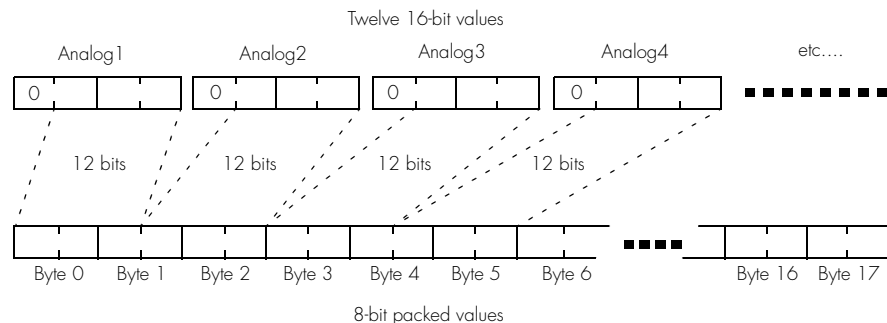 Twelve 16-bit values
Analog1 Analog2 Analog3 Analog4 etc....
0 0 0 0
12 bits 12 bits 12 bits 12 bits
Byte 0 Byte 1 Byte 2 Byte 3 Byte 4 Byte 5 Byte 6 Byte 16 Byte 17
8-bit packed values